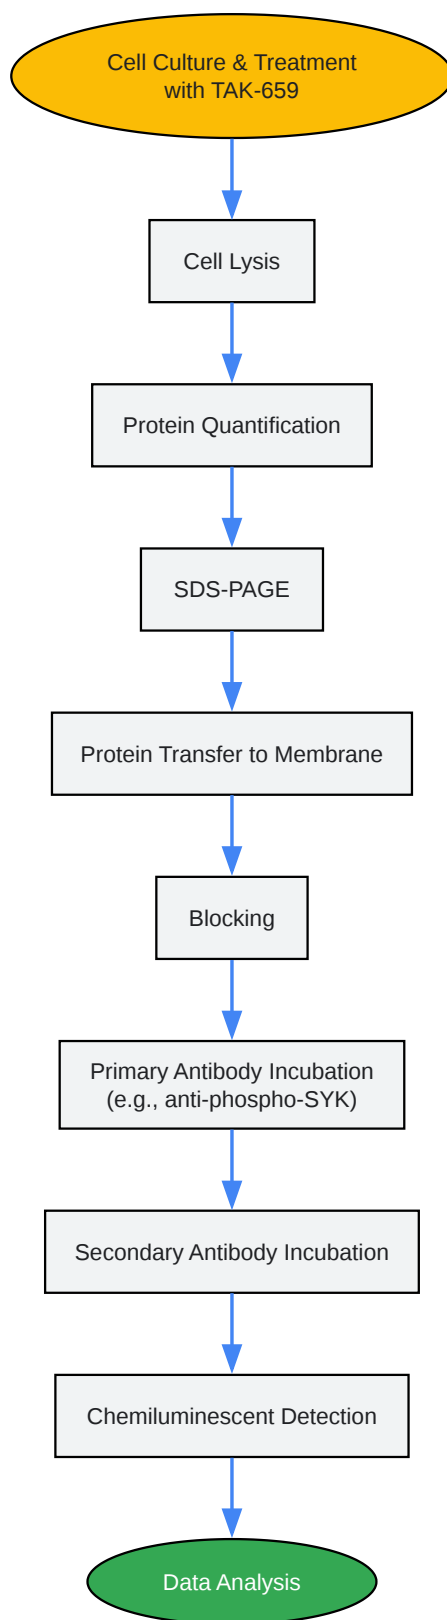 Cell Culture & Treatment
with TAK-659
Cell Lysis
Protein Quantification
SDS-PAGE
Protein Transfer to Membrane
Blocking
Primary Antibody Incubation
(e.g., anti-phospho-SYK)
Secondary Antibody Incubation
Chemiluminescent Detection
Data Analysis